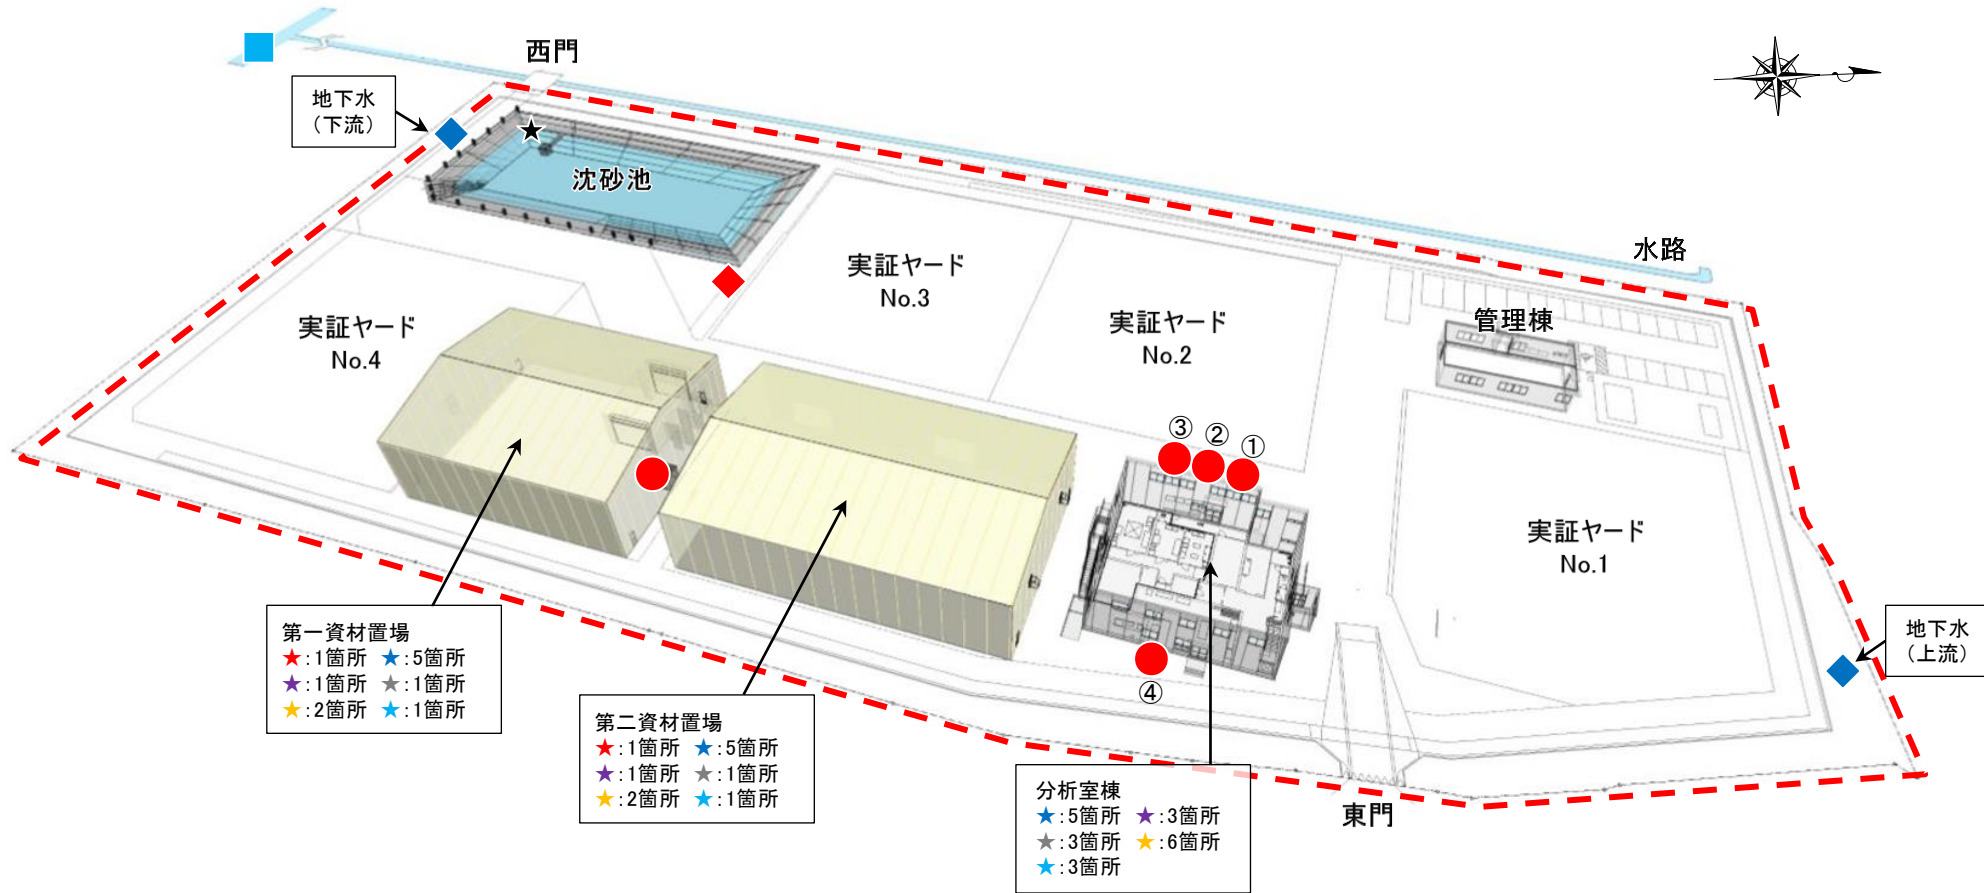 西門
地下水
（下流）
沈砂池
水路
実証ヤード
No.3
管理棟
実証ヤード
No.2
実証ヤード
No.4
③
②
①
実証ヤード
No.1
地下水
（上流）
④
第一資材置場
★:1箇所 ★:5箇所
★:1箇所 ★:1箇所
★:2箇所 ★:1箇所
第二資材置場
★:1箇所 ★:5箇所
★:1箇所 ★:1箇所
★:2箇所 ★:1箇所
分析室棟
★:5箇所 ★:3箇所
★:3箇所 ★:6箇所
★:3箇所
東門